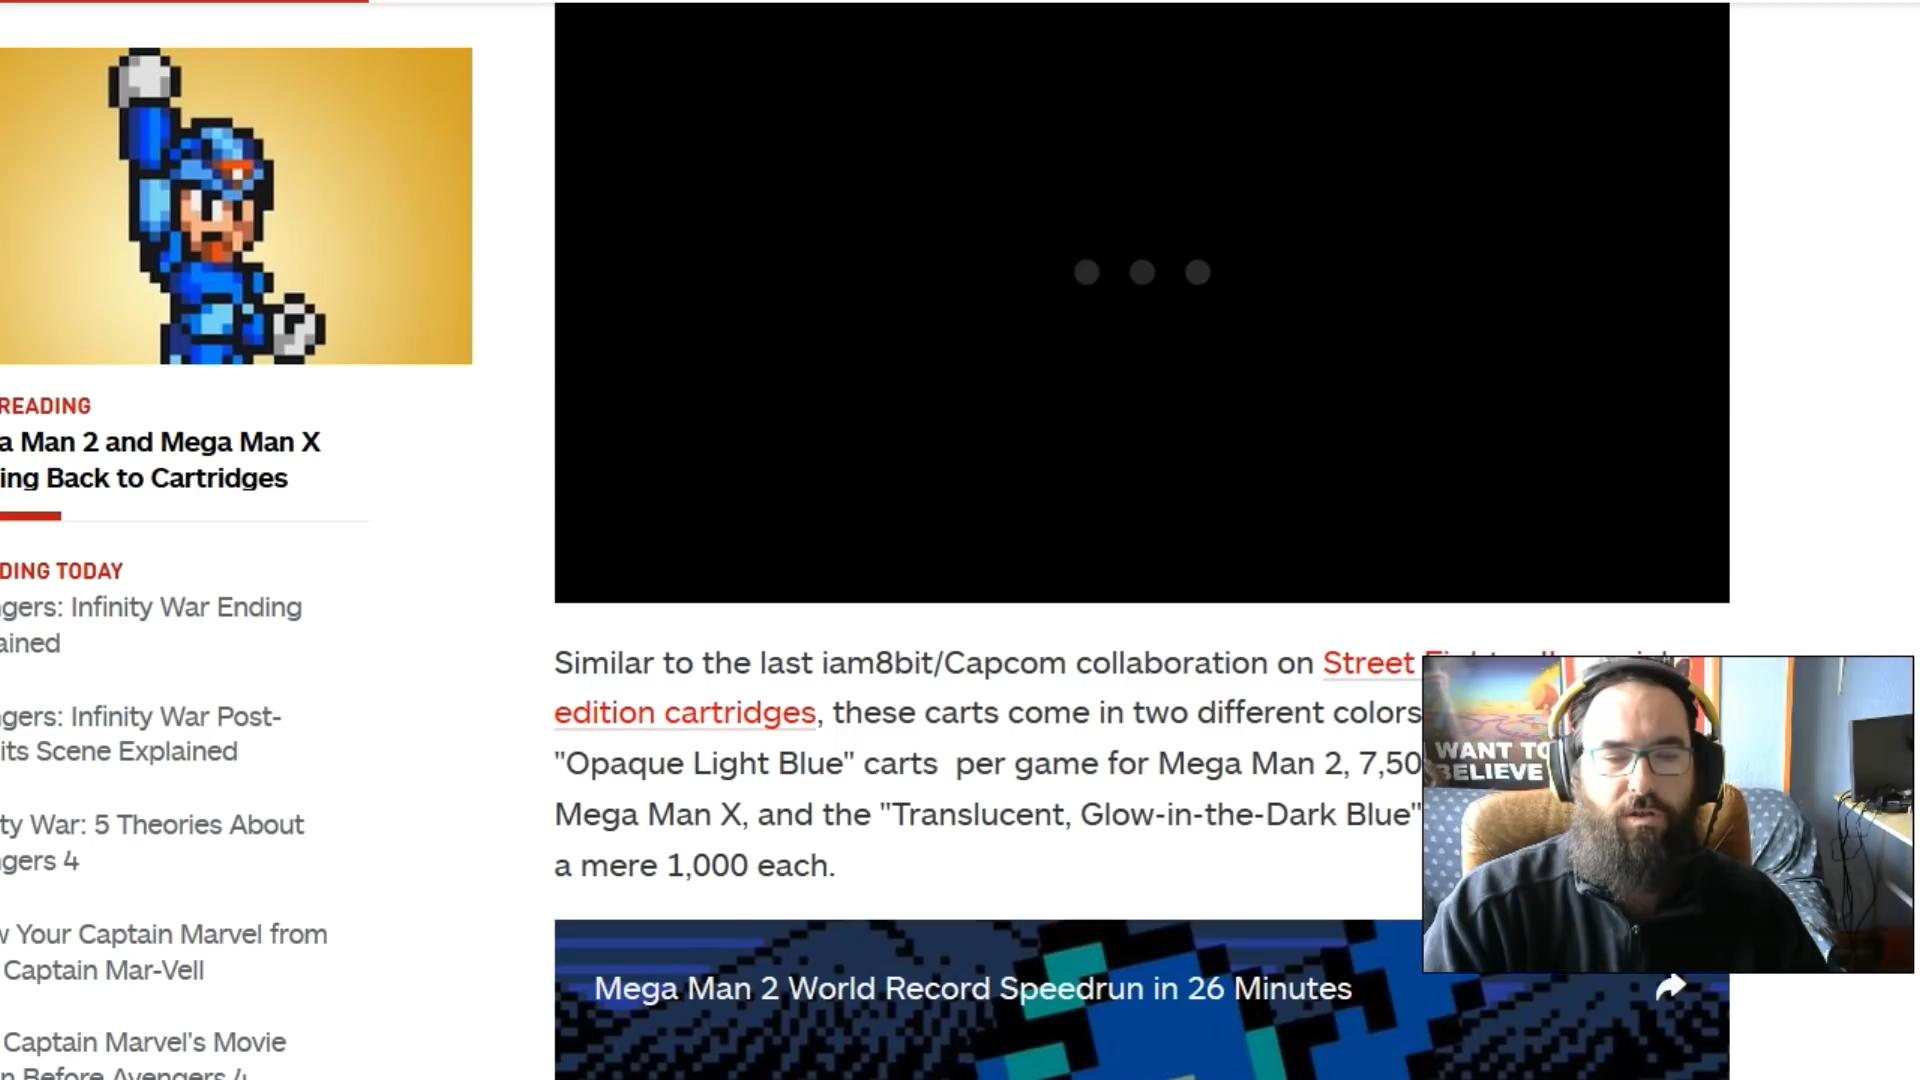 READING
a Man 2 and Mega Man X
ing Back to Cartridges
DING TODAY
gers: Infinity War Ending
ained
gers: Infinity War Post-
its Scene Explained
ty War: 5 Theories About
gers 4
w Your Captain Marvel from
Captain Mar-Vell
Captain Marvel's Movie
n Before Avengers 4
Similar to the last iam8bit/Capcom collaboration on Street
edition cartridges, these carts come in two different colors
"Opaque Light Blue" carts per game for Mega Man 2, 7,50
Mega Man X, and the "Translucent, Glow-in-the-Dark Blue"
a mere 1,000 each.
WANT TO
BELIEVE
Mega Man 2 World Record Speedrun in 26 Minutes